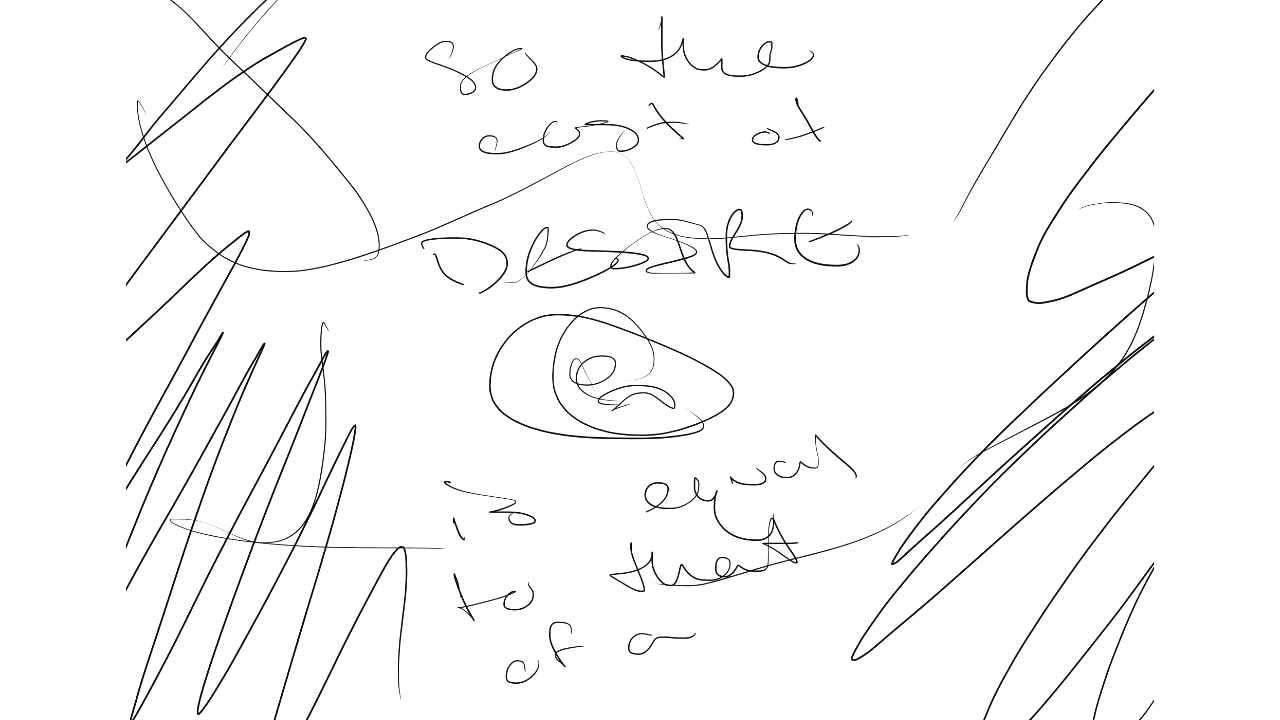 so the
cost of
DESIRE
is equal
to that
of a